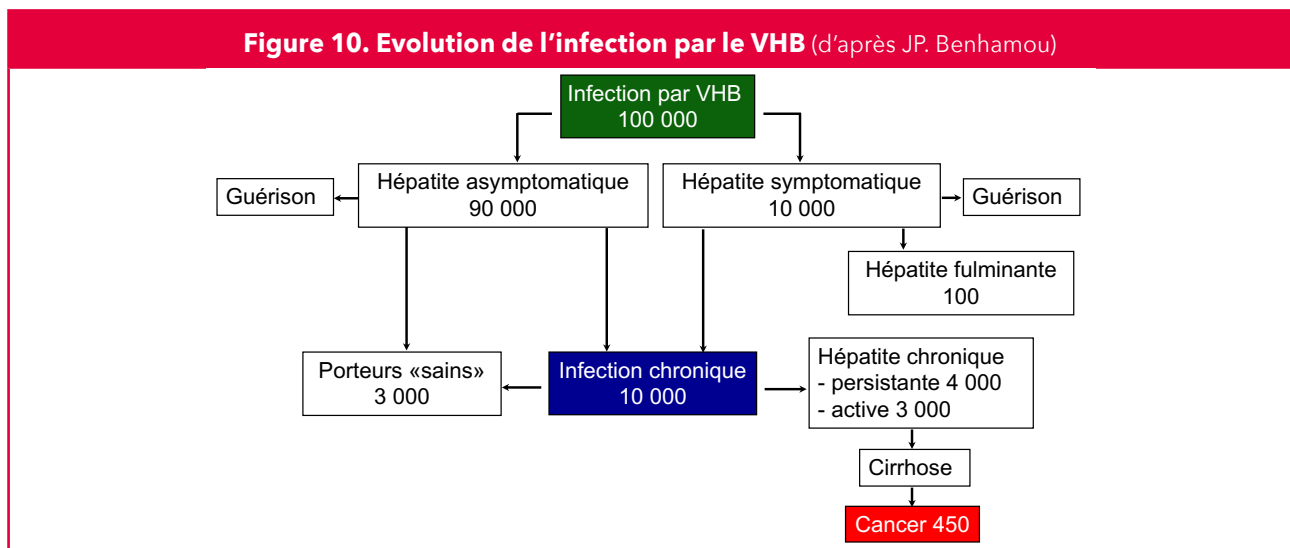 Figure 10. Evolution de l’infection par le VHB (d’après JP. Benhamou)
Infection par VHB
100 000
Guérison
Hépatite asymptomatique
90 000
Hépatite symptomatique
10 000
Guérison
Hépatite fulminante
100
Porteurs «sains»
3 000
Infection chronique
10 000
Hépatite chronique
- persistante 4 000
- active 3 000
Cirrhose
Cancer 450